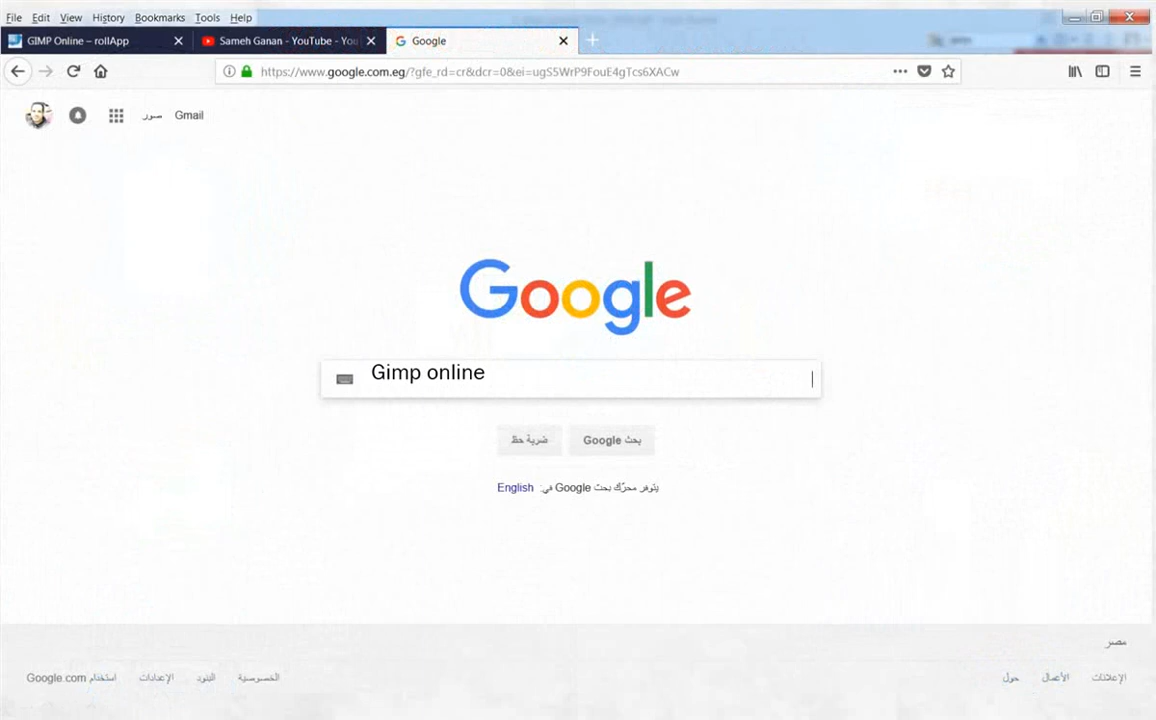 File Edit View History Bookmarks Tools Help
GIMP Online – rollApp
Sameh Ganan - YouTube - You
Google
https://www.google.com.eg/?gfe_rd=cr&dcr=0&ei=ugS5WrP9FouE4gTcs6XACw
صور Gmail
Google
Gimp online
بحث Google
ضربة حظ
يتوفر محرّك بحث Google في: English
مصر
الإعلانات الأعمال حول
الخصوصية البنود الإعدادات استخدام Google.com